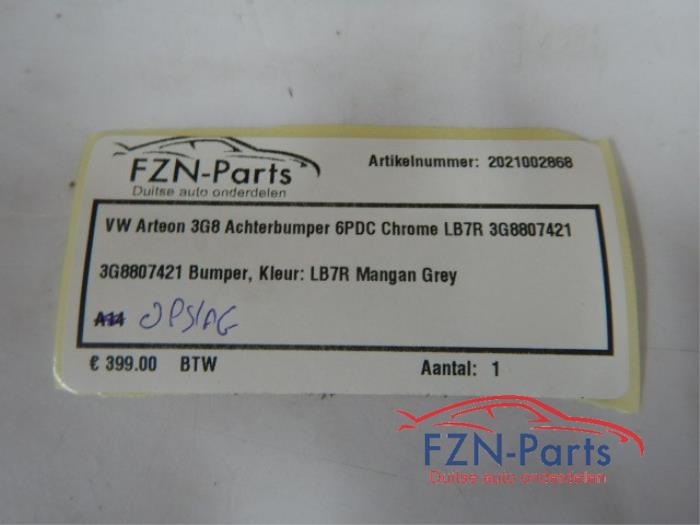 FZN-Parts
Duitse auto onderdelen
Artikelnummer: 2021002868
VW Arteon 3G8 Achterbumper 6PDC Chrome LB7R 3G8807421
3G8807421 Bumper, Kleur: LB7R Mangan Grey
A14 OPSLAG
€ 399.00 BTW
Aantal: 1
FZN-Parts
Duitse auto onderdelen